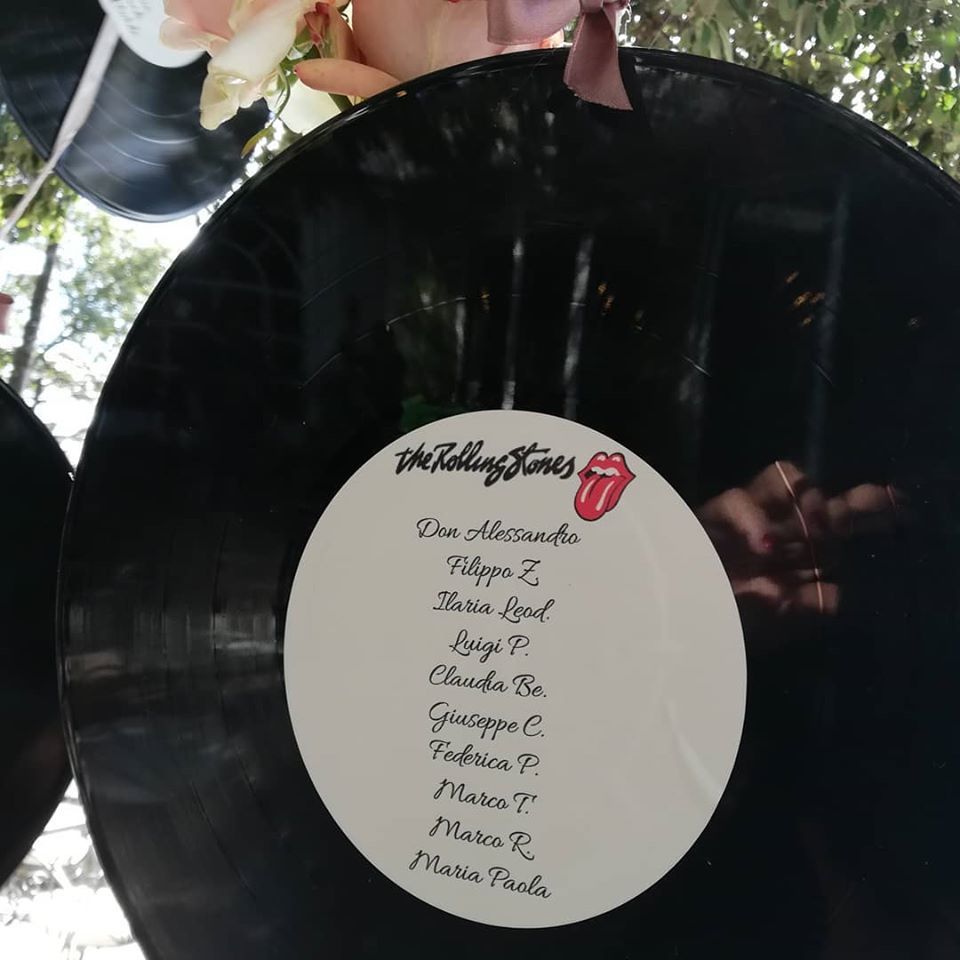 the Rolling Stones
Don Alessandro
Filippo Z.
Ilaria Leod.
Luigi P.
Claudia Be.
Giuseppe C.
Federica P.
Marco T.
Marco R.
Maria Paola